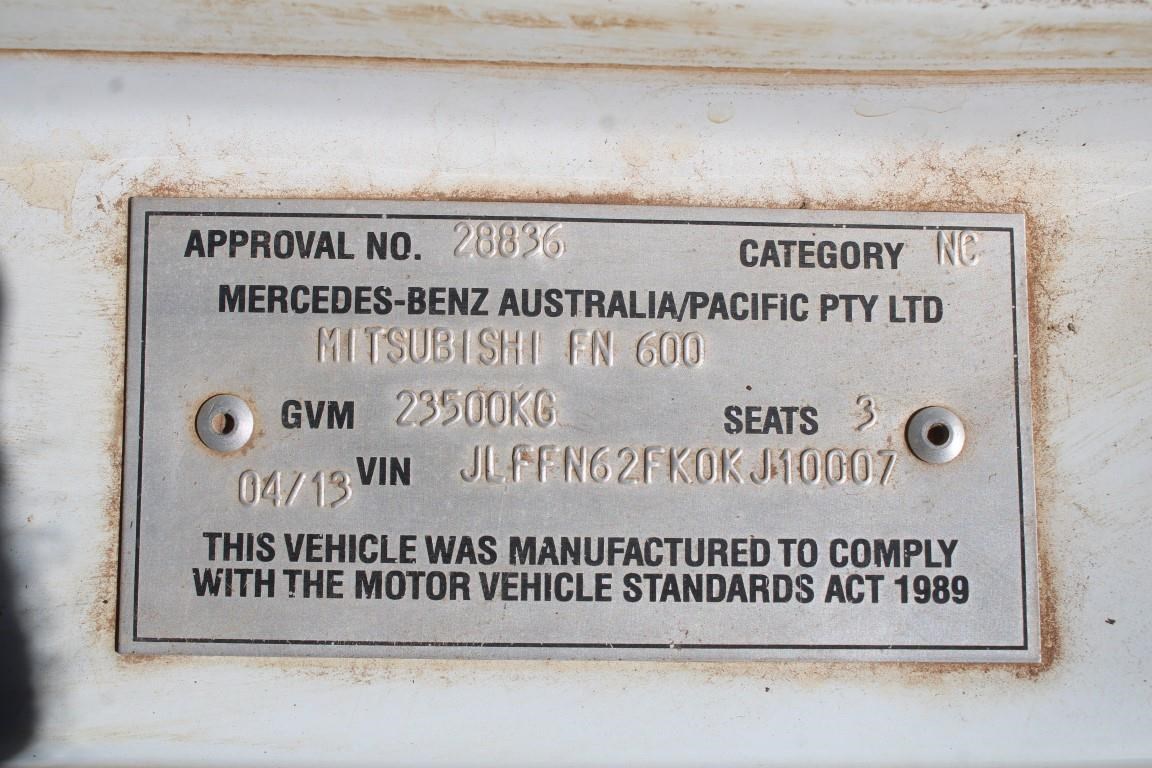 APPROVAL NO. 28836 CATEGORY NC
MERCEDES-BENZ AUSTRALIA/PACIFIC PTY LTD
MITSUBISHI FN 600
GVM 23500KG SEATS 3
04/13 VIN JLFFN62FK0KJ10007
THIS VEHICLE WAS MANUFACTURED TO COMPLY
WITH THE MOTOR VEHICLE STANDARDS ACT 1989